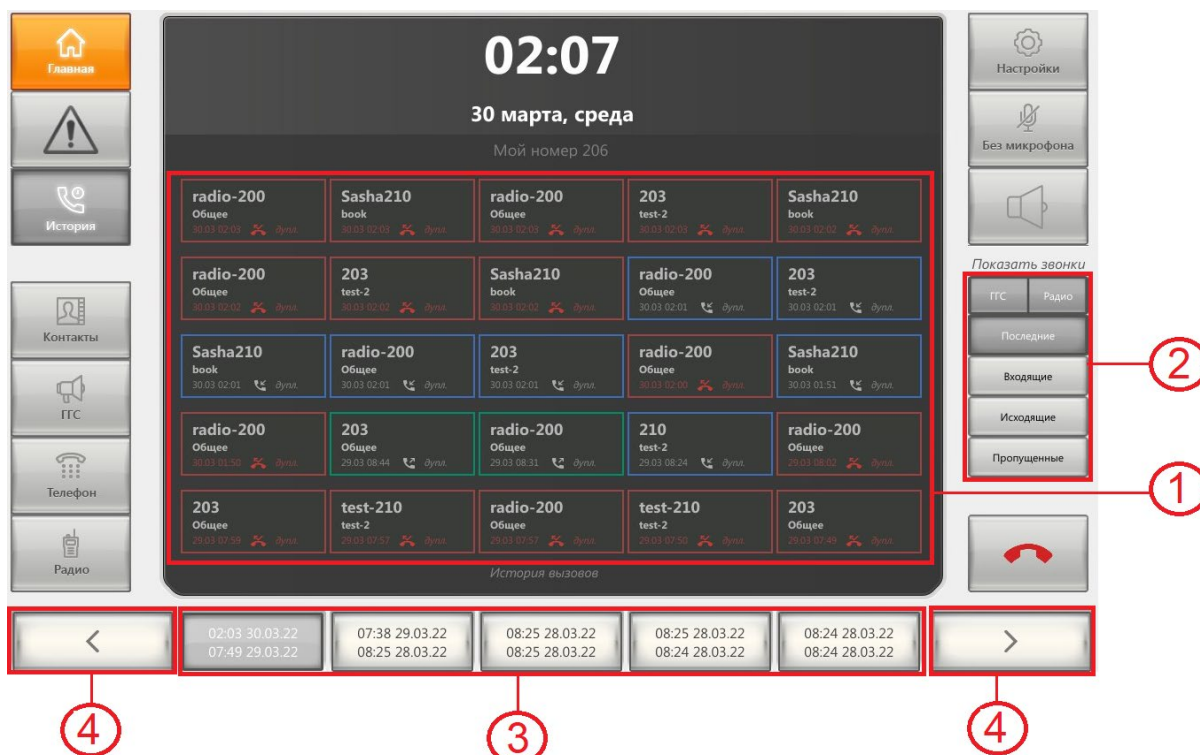 Главная
История
Контакты
ГГС
Телефон
Радио
02:07
30 марта, среда
Мой номер 206
radio-200 Sasha210 radio-200 203 Sasha210
Общее book Общее test-2 book
30.03 02:03 дупл. 30.03 02:03 дупл. 30.03 02:03 дупл. 30.03 02:03 дупл. 30.03 02:02 дупл.
radio-200 203 Sasha210 radio-200 203
Общее test-2 book Общее test-2
30.03 02:02 дупл. 30.03 02:02 дупл. 30.03 02:02 дупл. 30.03 02:01 дупл. 30.03 02:01 дупл.
Sasha210 radio-200 203 radio-200 Sasha210
book Общее test-2 Общее book
30.03 02:01 дупл. 30.03 02:01 дупл. 30.03 02:01 дупл. 30.03 02:00 дупл. 30.03 01:51 дупл.
radio-200 203 radio-200 210 radio-200
Общее Общее Общее test-2 Общее
30.03 01:50 дупл. 29.03 08:44 дупл. 29.03 08:31 дупл. 29.03 08:24 дупл. 29.03 08:02 дупл.
203 test-210 radio-200 test-210 203
Общее test-2 Общее test-2 Общее
29.03 07:59 дупл. 29.03 07:57 дупл. 29.03 07:57 дупл. 29.03 07:50 дупл. 29.03 07:49 дупл.
История вызовов
Настройки
Без микрофона
Показать звонки
ГГС Радио
Последние
Входящие
Исходящие
Пропущенные
2
1
< 02:03 30.03.22 07:38 29.03.22 08:25 28.03.22 08:25 28.03.22 08:24 28.03.22 >
07:49 29.03.22 08:25 28.03.22 08:25 28.03.22 08:24 28.03.22 08:24 28.03.22
4 3 4